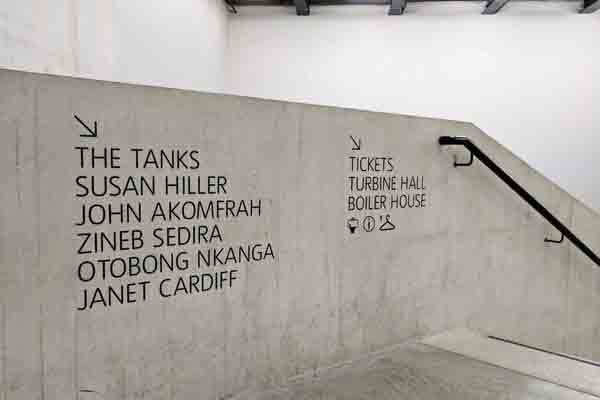 THE TANKS
SUSAN HILLER
JOHN AKOMFRAH
ZINEB SEDIRA
OTOBONG NKANGA
JANET CARDIFF
TICKETS
TURBINE HALL
BOILER HOUSE